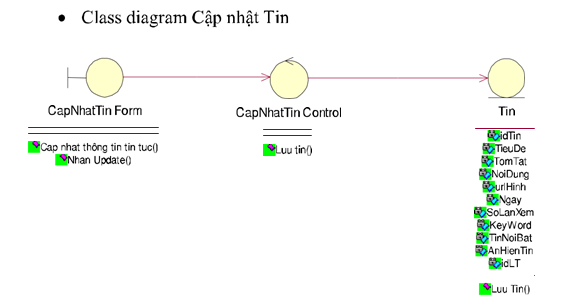 • Class diagram Cập nhật Tin
CapNhatTin Form
CapNhatTin Control
Tin
Cap nhat thông tin tin tuc()
Nhan Update()
Luu tin()
idTin
TieuDe
TomTat
NoiDung
urlHinh
Ngay
SoLanXem
KeyWord
TinNoiBat
AnHienTin
idLT
Luu Tin()